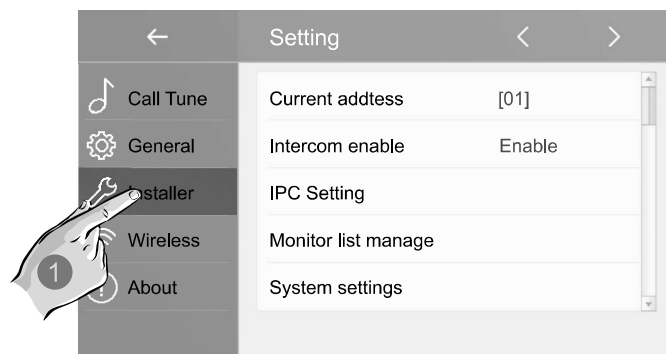 Setting
Call Tune
General
Installer
Wireless
About
Current addtess [01]
Intercom enable Enable
IPC Setting
Monitor list manage
System settings
1